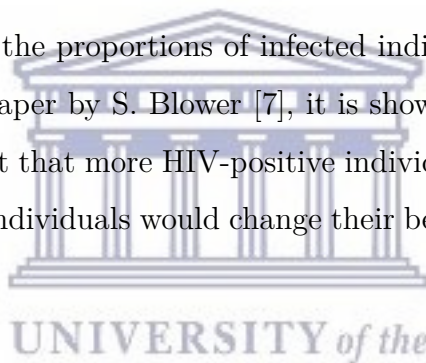 the proportions of infected indi
aper by S. Blower [7], it is show
t that more HIV-positive individ
ndividuals would change their be
UNIVERSITY of the